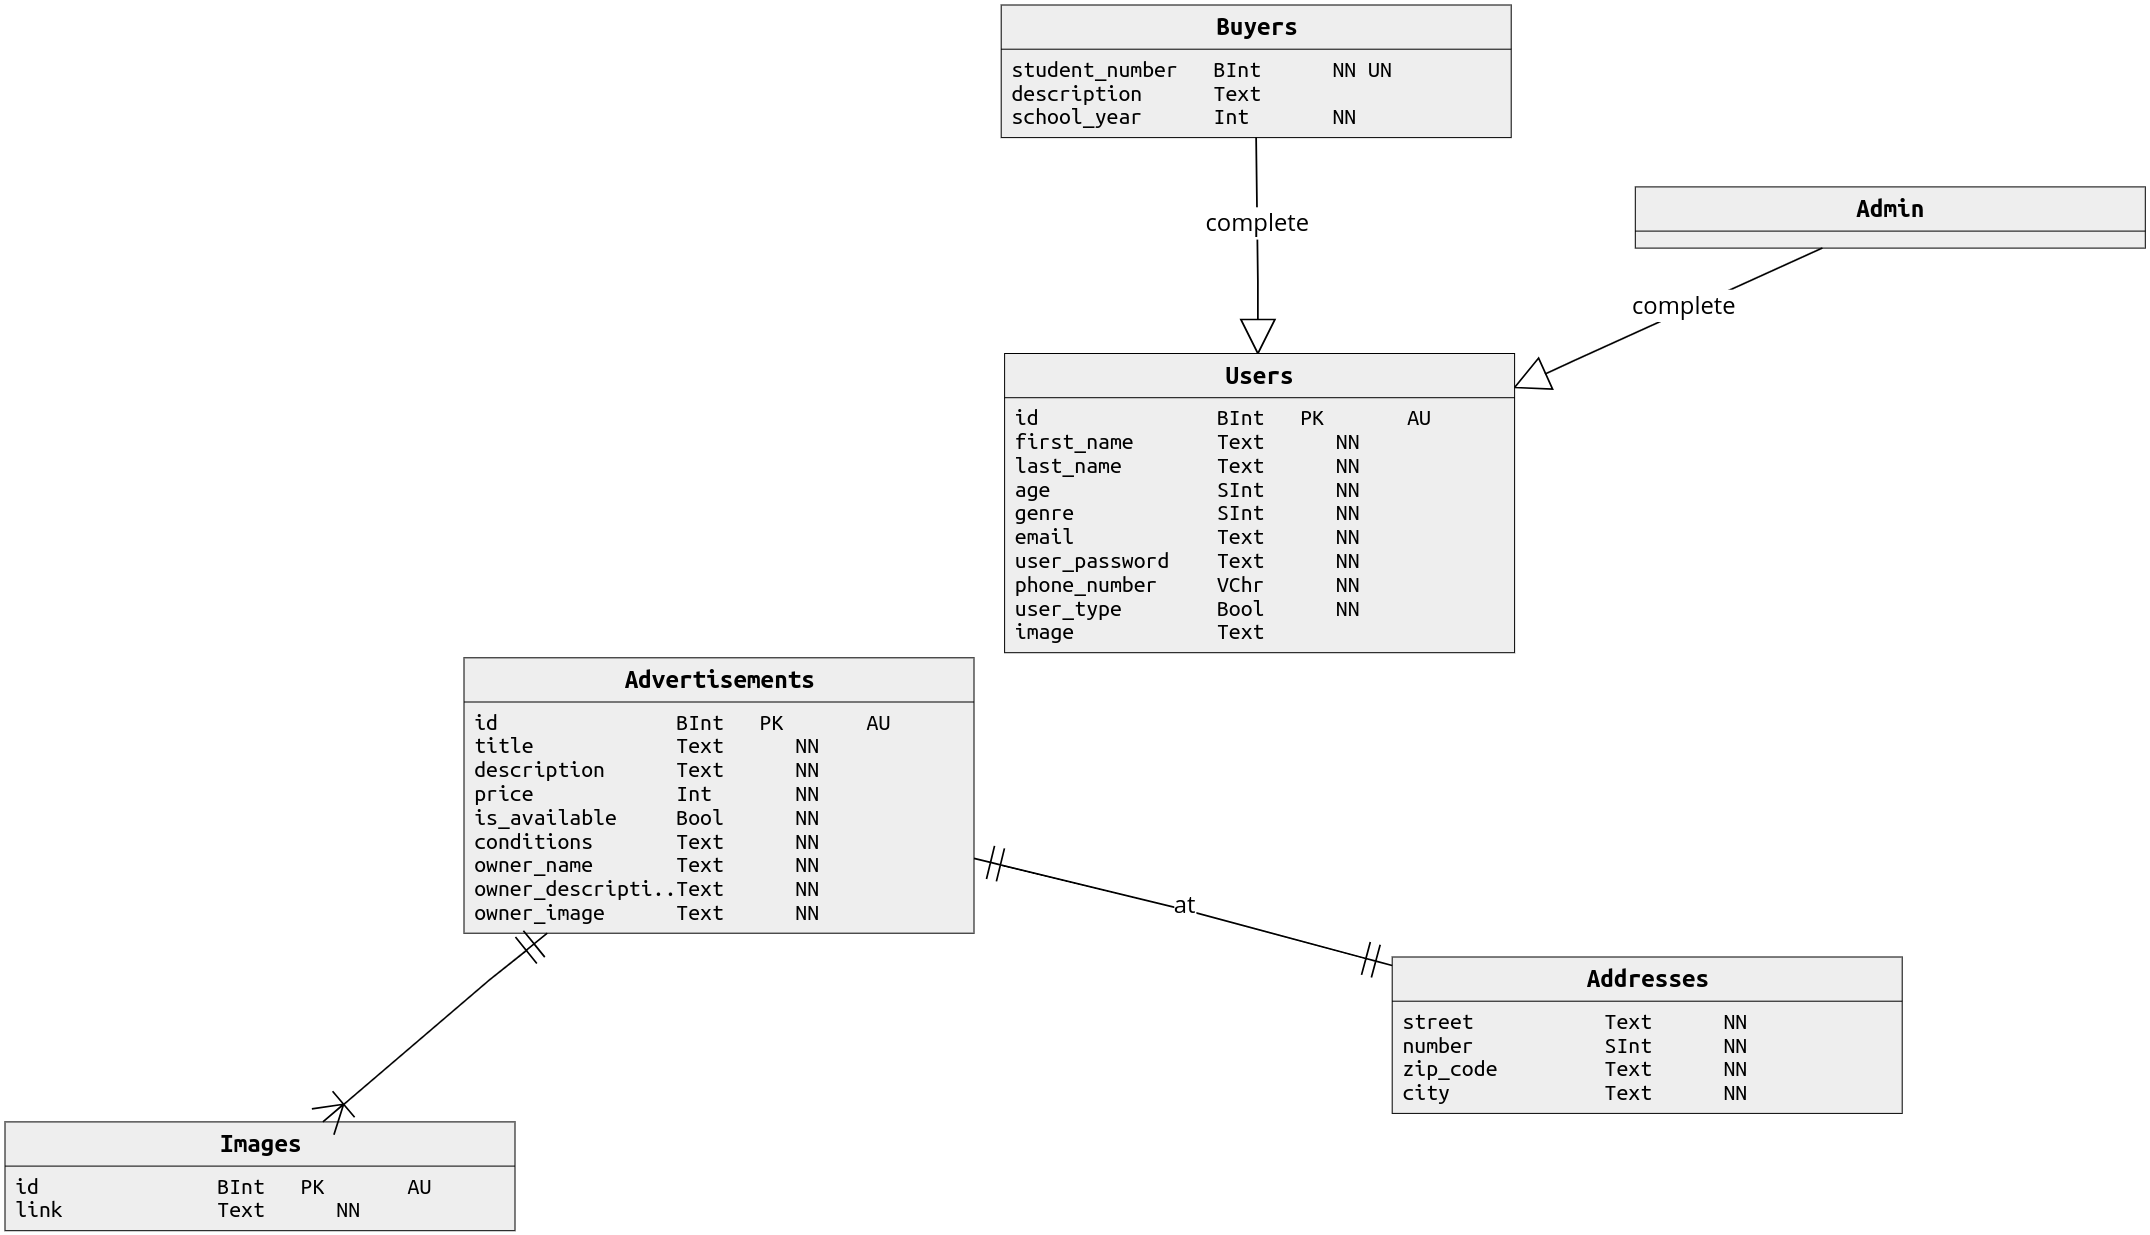 Buyers
student_number BInt NN UN
description Text
school_year Int NN
complete
Admin
complete
Users
id BInt PK AU
first_name Text NN
last_name Text NN
age SInt NN
genre SInt NN
email Text NN
user_password Text NN
phone_number VChr NN
user_type Bool NN
image Text
Advertisements
id BInt PK AU
title Text NN
description Text NN
price Int NN
is_available Bool NN
conditions Text NN
owner_name Text NN
owner_descripti..Text NN
owner_image Text NN
at
Addresses
street Text NN
number SInt NN
zip_code Text NN
city Text NN
Images
id BInt PK AU
link Text NN